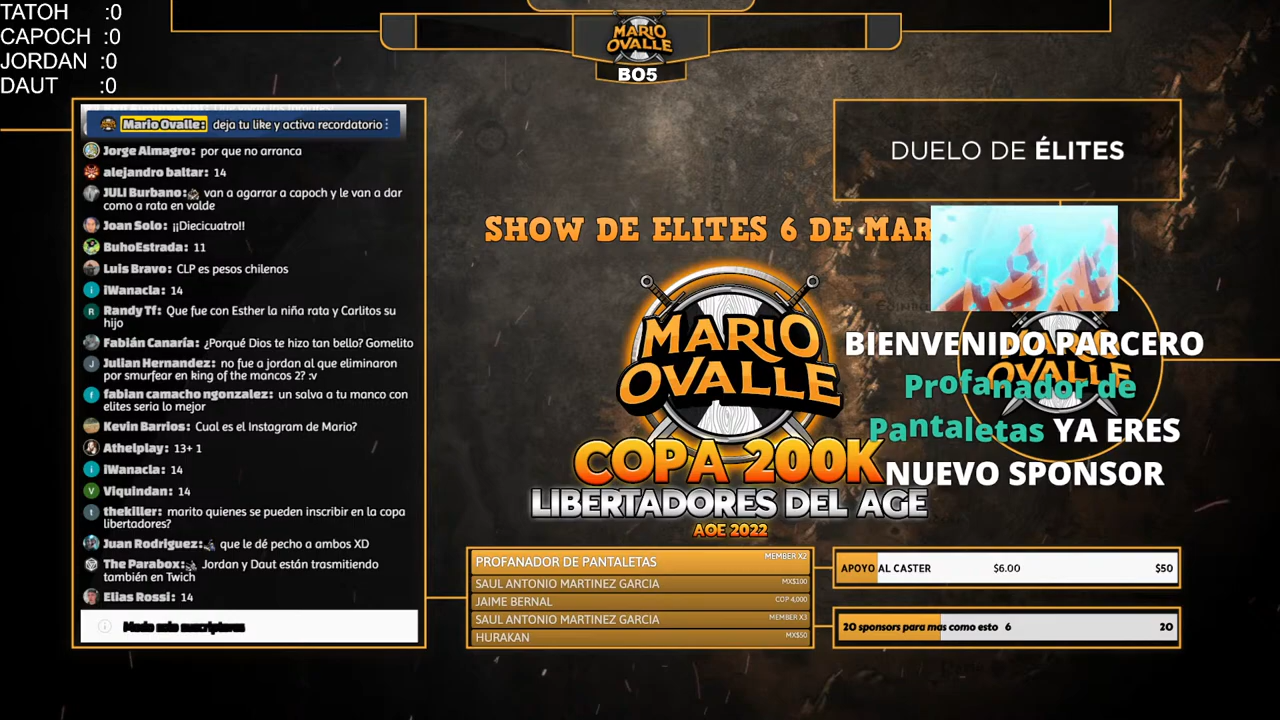 TATOH :0
CAPOCH :0
JORDAN :0
DAUT :0
MARIO
OVALLE
BO5
Mario Ovalle: deja tu like y activa recordatorio
Jorge Almagro: por que no arranca
alejandro baltar: 14
JULI Burbano: van a agarrar a capoch y le van a dar
como a rata en valde
Joan Solo: ¡¡Diecicuatro!!
BuhoEstrada: 11
Luis Bravo: CLP es pesos chilenos
iWanacla: 14
Randy Tf: Que fue con Esther la niña rata y Carlitos su
hijo
Fabián Canaría: ¿Porqué Dios te hizo tan bello? Gomelito
Julian Hernandez: no fue a jordan al que eliminaron
por smurfear en king of the mancos 2? :v
fabian camacho ngonzalez: un salva a tu manco con
elites seria lo mejor
Kevin Barrios: Cual es el Instagram de Mario?
Athelplay: 13+ 1
iWanacla: 14
Viquindan: 14
thekiller: marito quienes se pueden inscribir en la copa
libertadores?
Juan Rodriguez: que le dé pecho a ambos XD
The Parabox: Jordan y Daut están trasmitiendo
también en Twich
Elias Rossi: 14
Modo solo suscriptores
DUELO DE ÉLITES
SHOW DE ELITES 6 DE MAR
MARIO
OVALLE
COPA 200K
LIBERTADORES DEL AGE
AOE 2022
BIENVENIDO PARCERO
Profanador de
Pantaletas YA ERES
NUEVO SPONSOR
PROFANADOR DE PANTALETAS MEMBER X2
SAUL ANTONIO MARTINEZ GARCIA MX$100
JAIME BERNAL COP 4,000
SAUL ANTONIO MARTINEZ GARCIA MEMBER X3
HURAKAN MX$50
APOYO AL CASTER $6.00 $50
20 sponsors para mas como esto 6 20